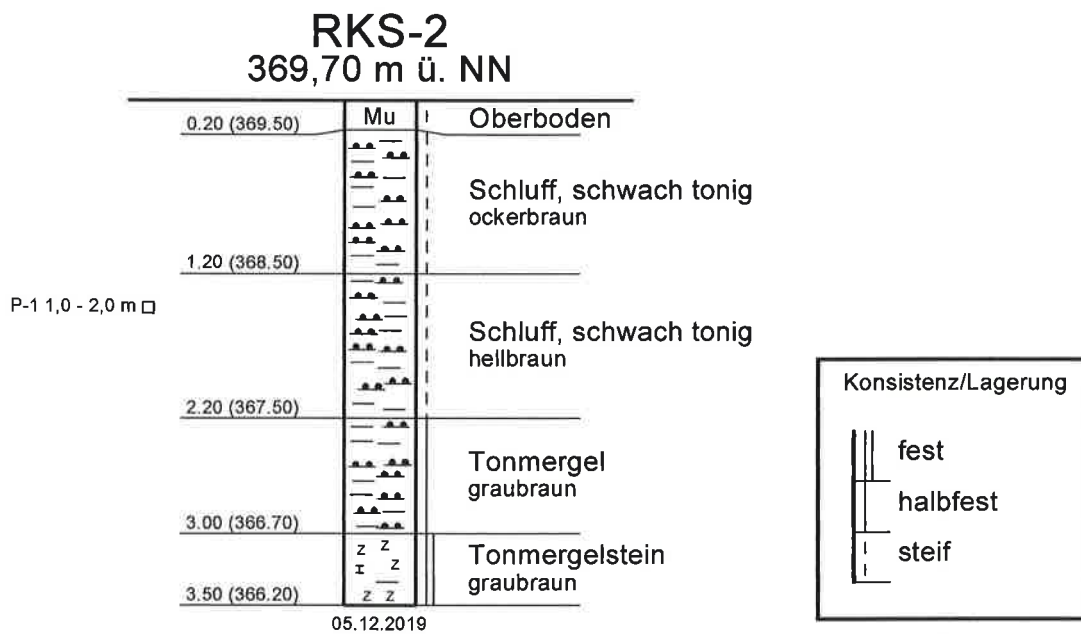 RKS-2
369,70 m ü. NN
Mu
Oberboden
0.20 (369.50)
Schluff, schwach tonig
ockerbraun
1.20 (368.50)
P-1 1,0 - 2,0 m
Schluff, schwach tonig
hellbraun
2.20 (367.50)
Tonmergel
graubraun
3.00 (366.70)
Z Z
I Z
Z Z
Tonmergelstein
graubraun
3.50 (366.20)
05.12.2019
Konsistenz/Lagerung
fest
halbfest
steif